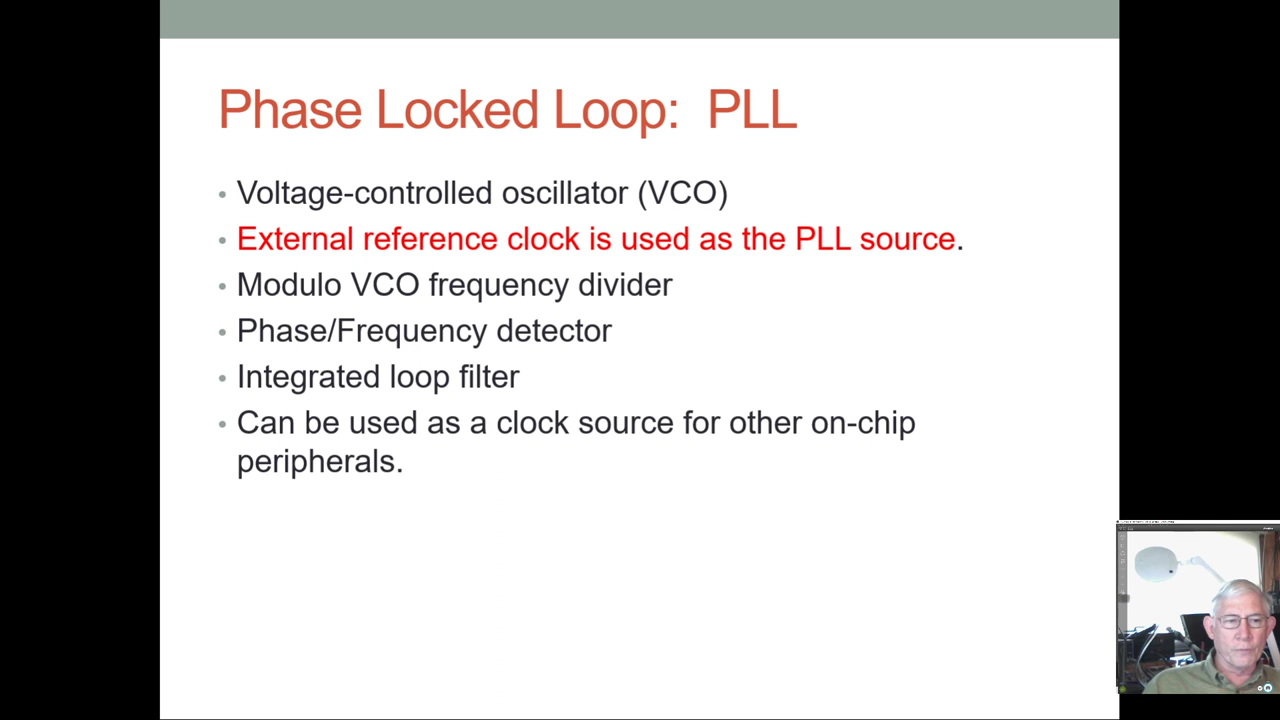 Phase Locked Loop: PLL
• Voltage-controlled oscillator (VCO)
• External reference clock is used as the PLL source.
• Modulo VCO frequency divider
• Phase/Frequency detector
• Integrated loop filter
• Can be used as a clock source for other on-chip
peripherals.